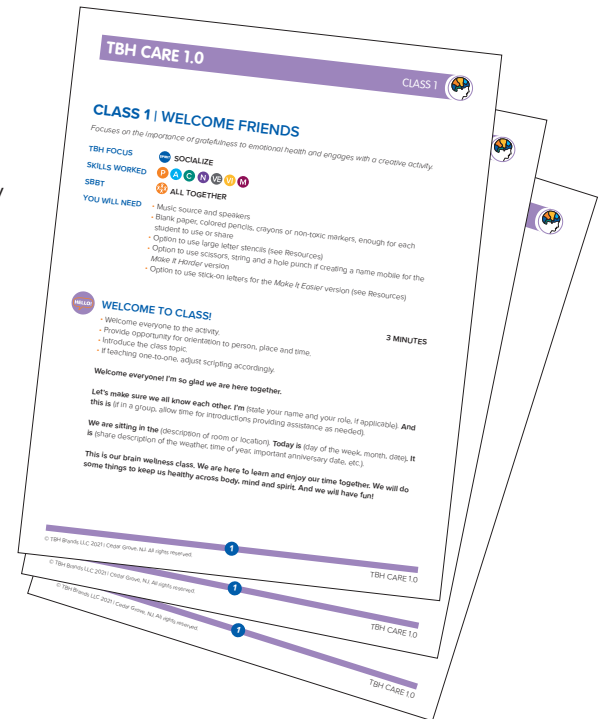 TBH CARE 1.0
CLASS 1
CLASS 1 | WELCOME FRIENDS
Focuses on the importance of gratefulness to emotional health and engages with a creative activity.
TBH FOCUS SOCIALIZE
SKILLS WORKED P A C N VE VI M
SBBT ALL TOGETHER
YOU WILL NEED • Music source and speakers
• Blank paper, colored pencils, crayons or non-toxic markers, enough for each
student to use or share
• Option to use large letter stencils (see Resources)
• Option to use scissors, string and a hole punch if creating a name mobile for the
Make It Harder version
• Option to use stick-on letters for the Make It Easier version (see Resources)
HELLO!
WELCOME TO CLASS! 3 MINUTES
• Welcome everyone to the activity.
• Provide opportunity for orientation to person, place and time.
• Introduce the class topic.
• If teaching one-to-one, adjust scripting accordingly.
Welcome everyone! I'm so glad we are here together.
Let's make sure we all know each other. I'm (state your name and your role, if applicable). And
this is (if in a group, allow time for introductions providing assistance as needed).
We are sitting in the (description of room or location). Today is (day of the week, month, date). It
is (share description of the weather, time of year, important anniversary date, etc.).
This is our brain wellness class. We are here to learn and enjoy our time together. We will do
some things to keep us healthy across body, mind and spirit. And we will have fun!
© TBH Brands LLC 2021 | Cedar Grove, NJ. All rights reserved. 1 TBH CARE 1.0
© TBH Brands LLC 2021 | Cedar Grove, NJ. All rights reserved. 1 TBH CARE 1.0
© TBH Brands LLC 2021 | Cedar Grove, NJ. All rights reserved. 1 TBH CARE 1.0